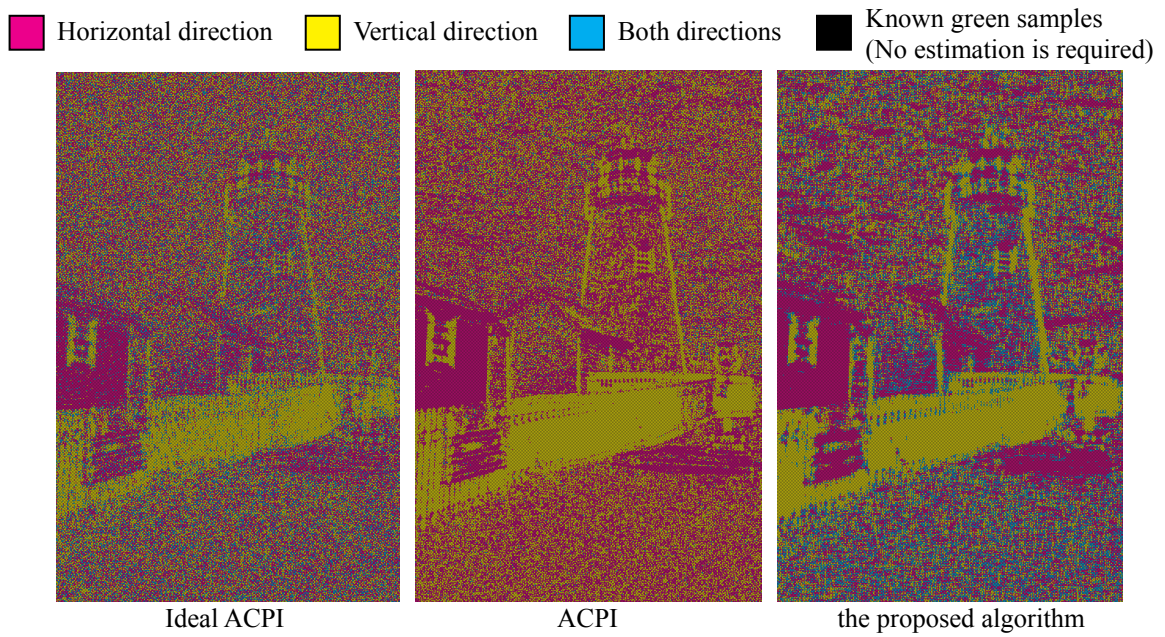 Horizontal direction
Vertical direction
Both directions
Known green samples
(No estimation is required)
Ideal ACPI
ACPI
the proposed algorithm